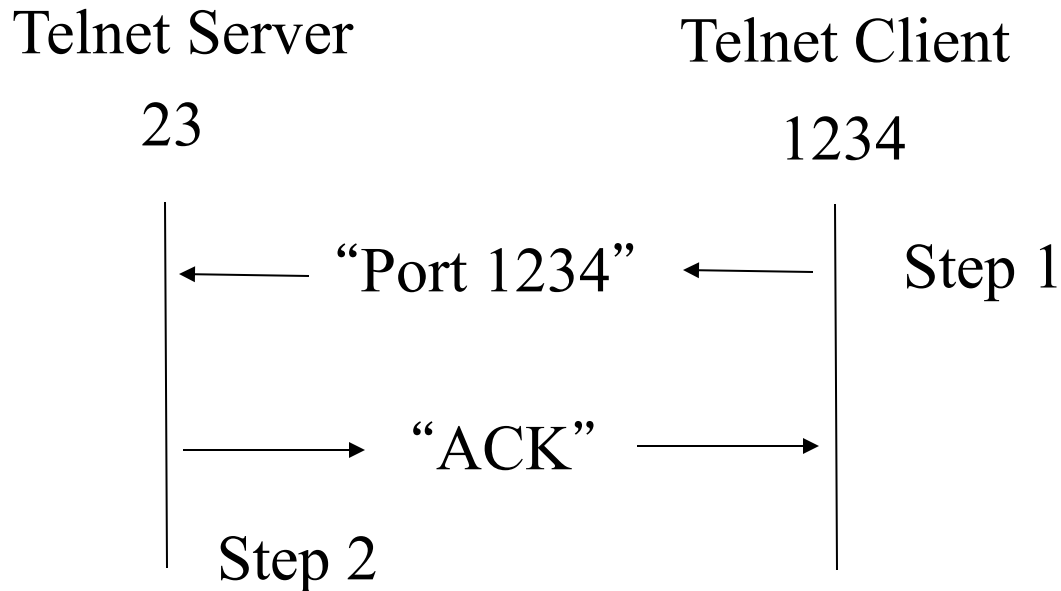 Telnet Server
Telnet Client
23
1234
“Port 1234”
Step 1
“ACK”
Step 2